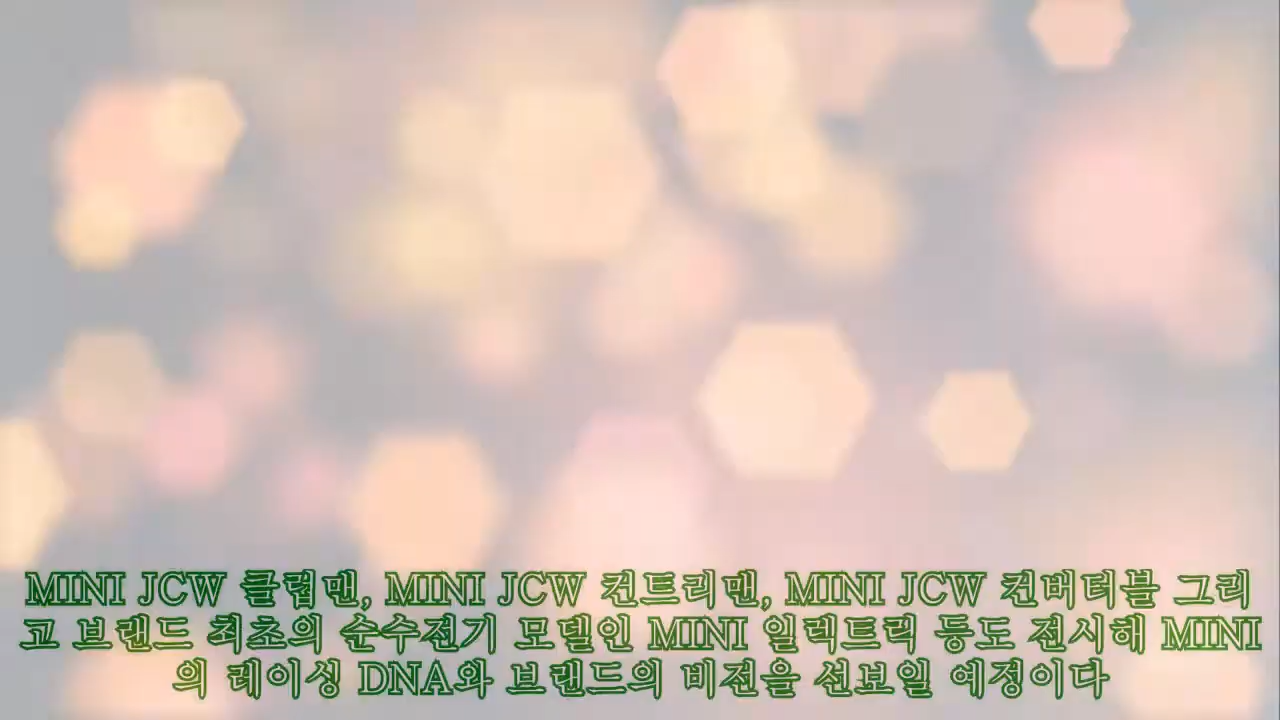 MINI JCW 클럽맨, MINI JCW 컨트리맨, MINI JCW 컨버터블 그리
고 브랜드 최초의 순수전기 모델인 MINI 일렉트릭 등도 전시해 MINI
의 레이싱 DNA와 브랜드의 비전을 선보일 예정이다